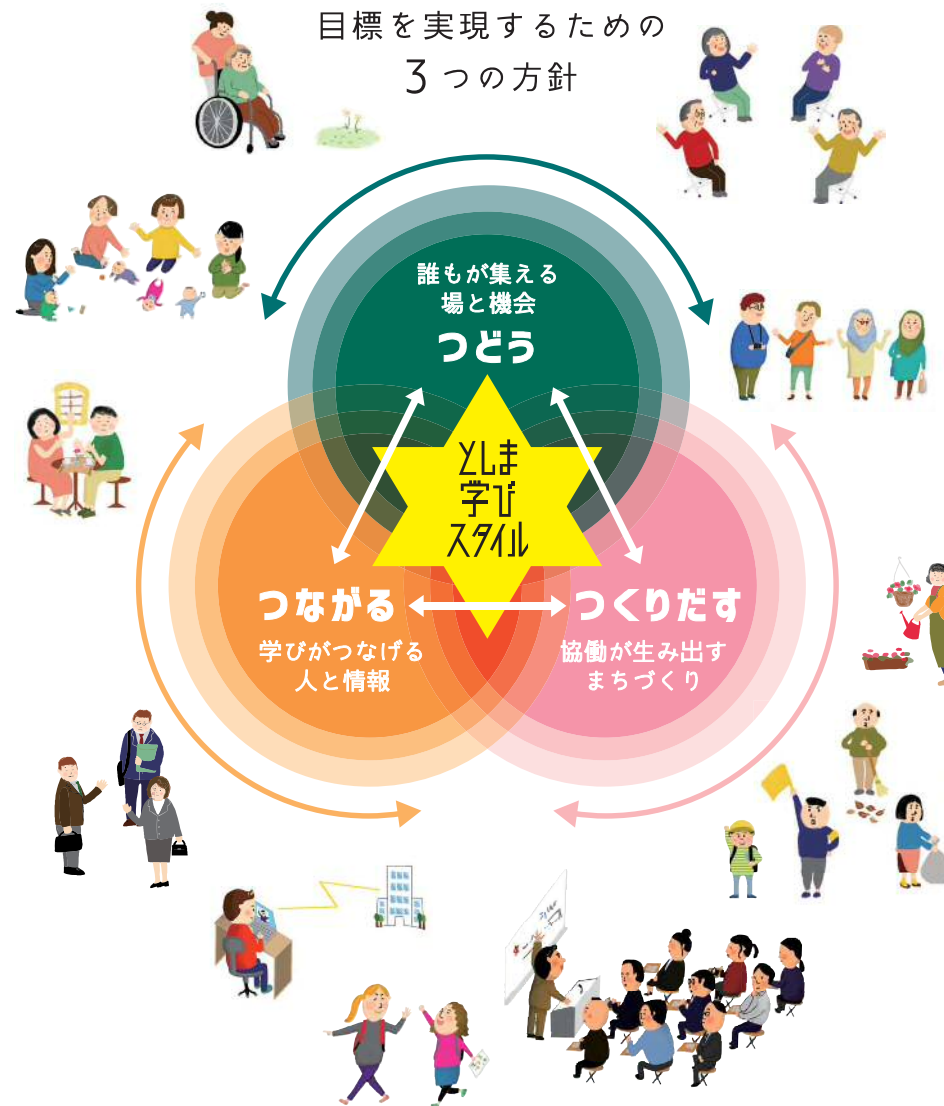 目標を実現するための
3つの方針
誰もが集える
場と機会
つどう
としま
学び
スタイル
つながる
学びがつなげる
人と情報
つくりだす
協働が生み出す
まちづくり